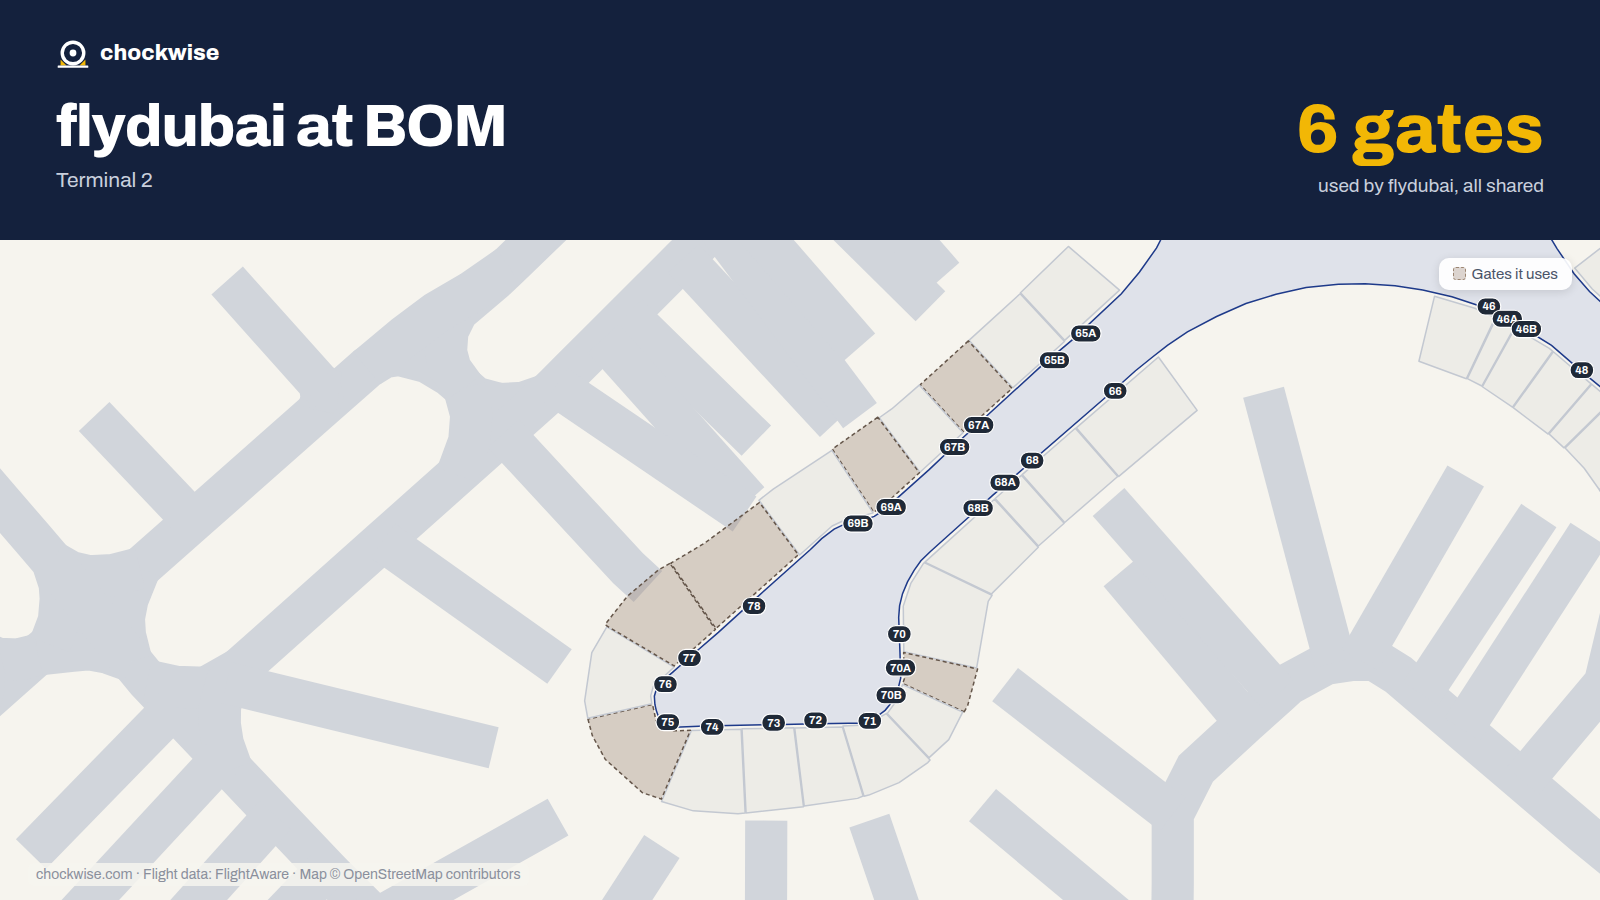 chockwise
flydubai at BOM
Terminal 2
6 gates
used by flydubai, all shared
Gates it uses
46
46A
46B
48
65A
65B
66
67A
67B
68
68A
68B
69A
69B
78
70
77
70A
76
70B
75
74
73
72
71
chockwise.com · Flight data: FlightAware · Map © OpenStreetMap contributors